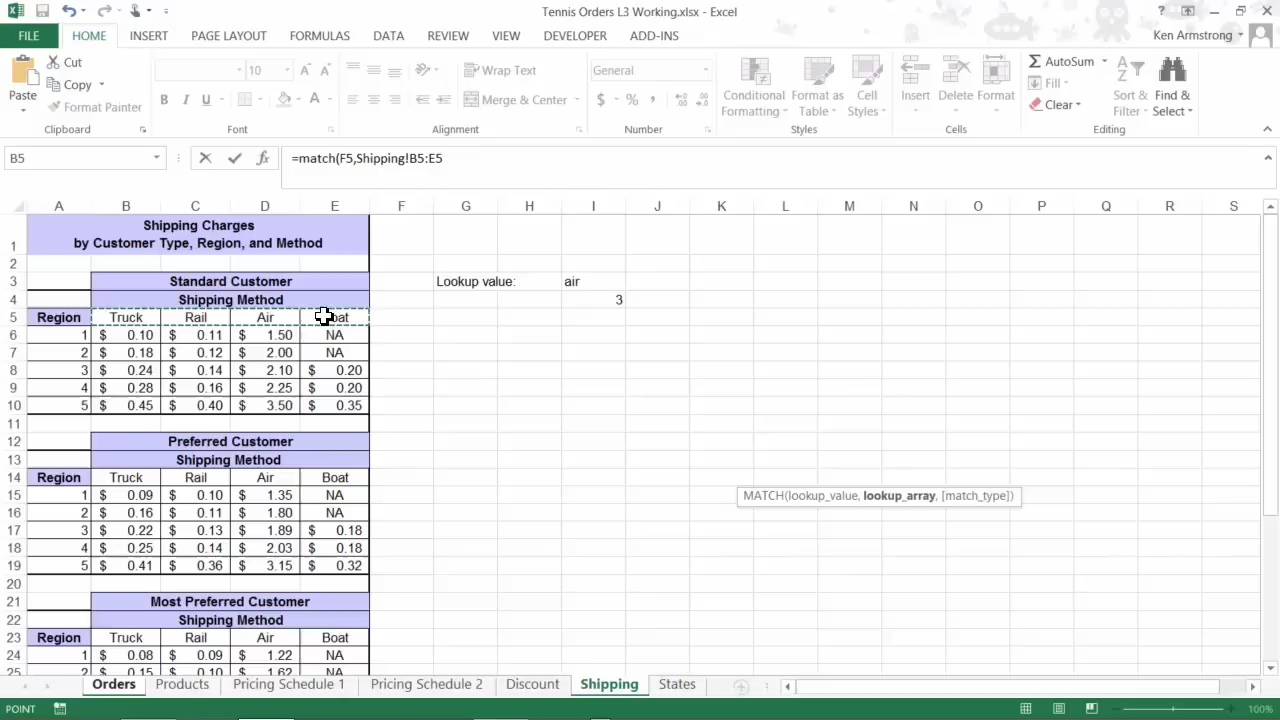 Tennis Orders L3 Working.xlsx - Excel
?
FILE HOME INSERT PAGE LAYOUT FORMULAS DATA REVIEW VIEW DEVELOPER ADD-INS Ken Armstrong
Paste
Cut
Copy
Format Painter
Clipboard
10
B I U A
Font
Wrap Text
Merge & Center
Alignment
General
$ % ,
Number
Conditional Formatting
Format as Table
Cell Styles
Styles
Insert Delete Format
Cells
AutoSum
Fill
Clear
Sort & Filter
Find & Select
Editing
B5 fx =match(F5,Shipping!B5:E5
A B C D E F G H I J K L M N O P Q R S
1 Shipping Charges
by Customer Type, Region, and Method
2
3 Standard Customer Lookup value: air
4 Shipping Method 3
5 Region Truck Rail Air Boat
6 1 $ 0.10 $ 0.11 $ 1.50 NA
7 2 $ 0.18 $ 0.12 $ 2.00 NA
8 3 $ 0.24 $ 0.14 $ 2.10 $ 0.20
9 4 $ 0.28 $ 0.16 $ 2.25 $ 0.20
10 5 $ 0.45 $ 0.40 $ 3.50 $ 0.35
11
12 Preferred Customer
13 Shipping Method
14 Region Truck Rail Air Boat
15 1 $ 0.09 $ 0.10 $ 1.35 NA
16 2 $ 0.16 $ 0.11 $ 1.80 NA
MATCH(lookup_value, lookup_array, [match_type])
17 3 $ 0.22 $ 0.13 $ 1.89 $ 0.18
18 4 $ 0.25 $ 0.14 $ 2.03 $ 0.18
19 5 $ 0.41 $ 0.36 $ 3.15 $ 0.32
20
21 Most Preferred Customer
22 Shipping Method
23 Region Truck Rail Air Boat
24 1 $ 0.08 $ 0.09 $ 1.22 NA
25 2 $ 0.15 $ 0.10 $ 1.62 NA
Orders Products Pricing Schedule 1 Pricing Schedule 2 Discount Shipping States
POINT 100%